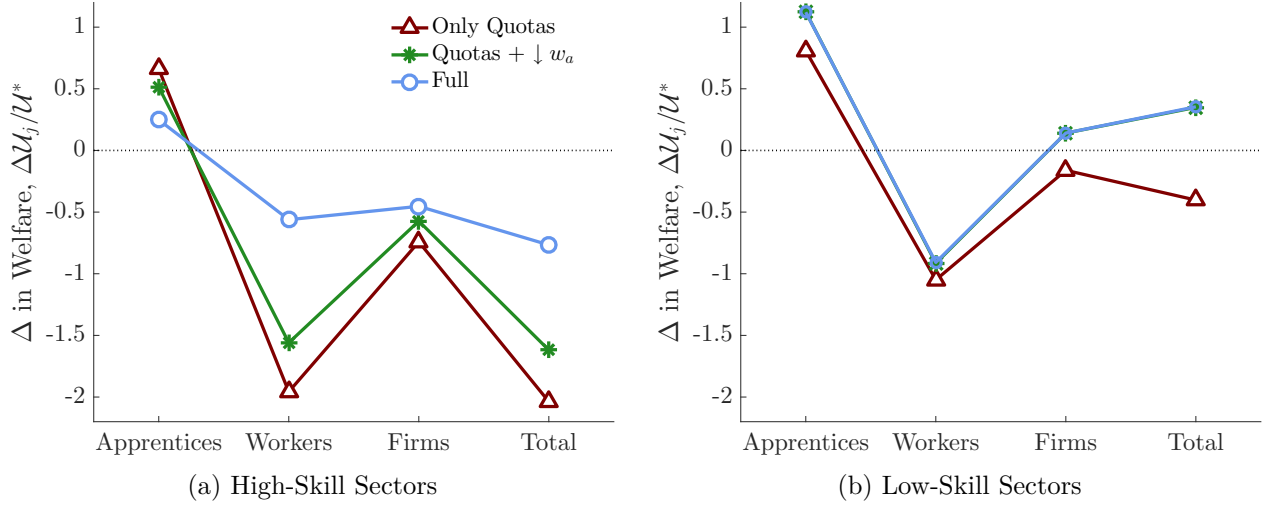 Δ in Welfare, Δ𝒰_j/𝒰*
1
0.5
0
-0.5
-1
-1.5
-2
Only Quotas
Quotas + ↓ w_a
Full
Apprentices Workers Firms Total
(a) High-Skill Sectors
Δ in Welfare, Δ𝒰_j/𝒰*
1
0.5
0
-0.5
-1
-1.5
-2
Apprentices Workers Firms Total
(b) Low-Skill Sectors